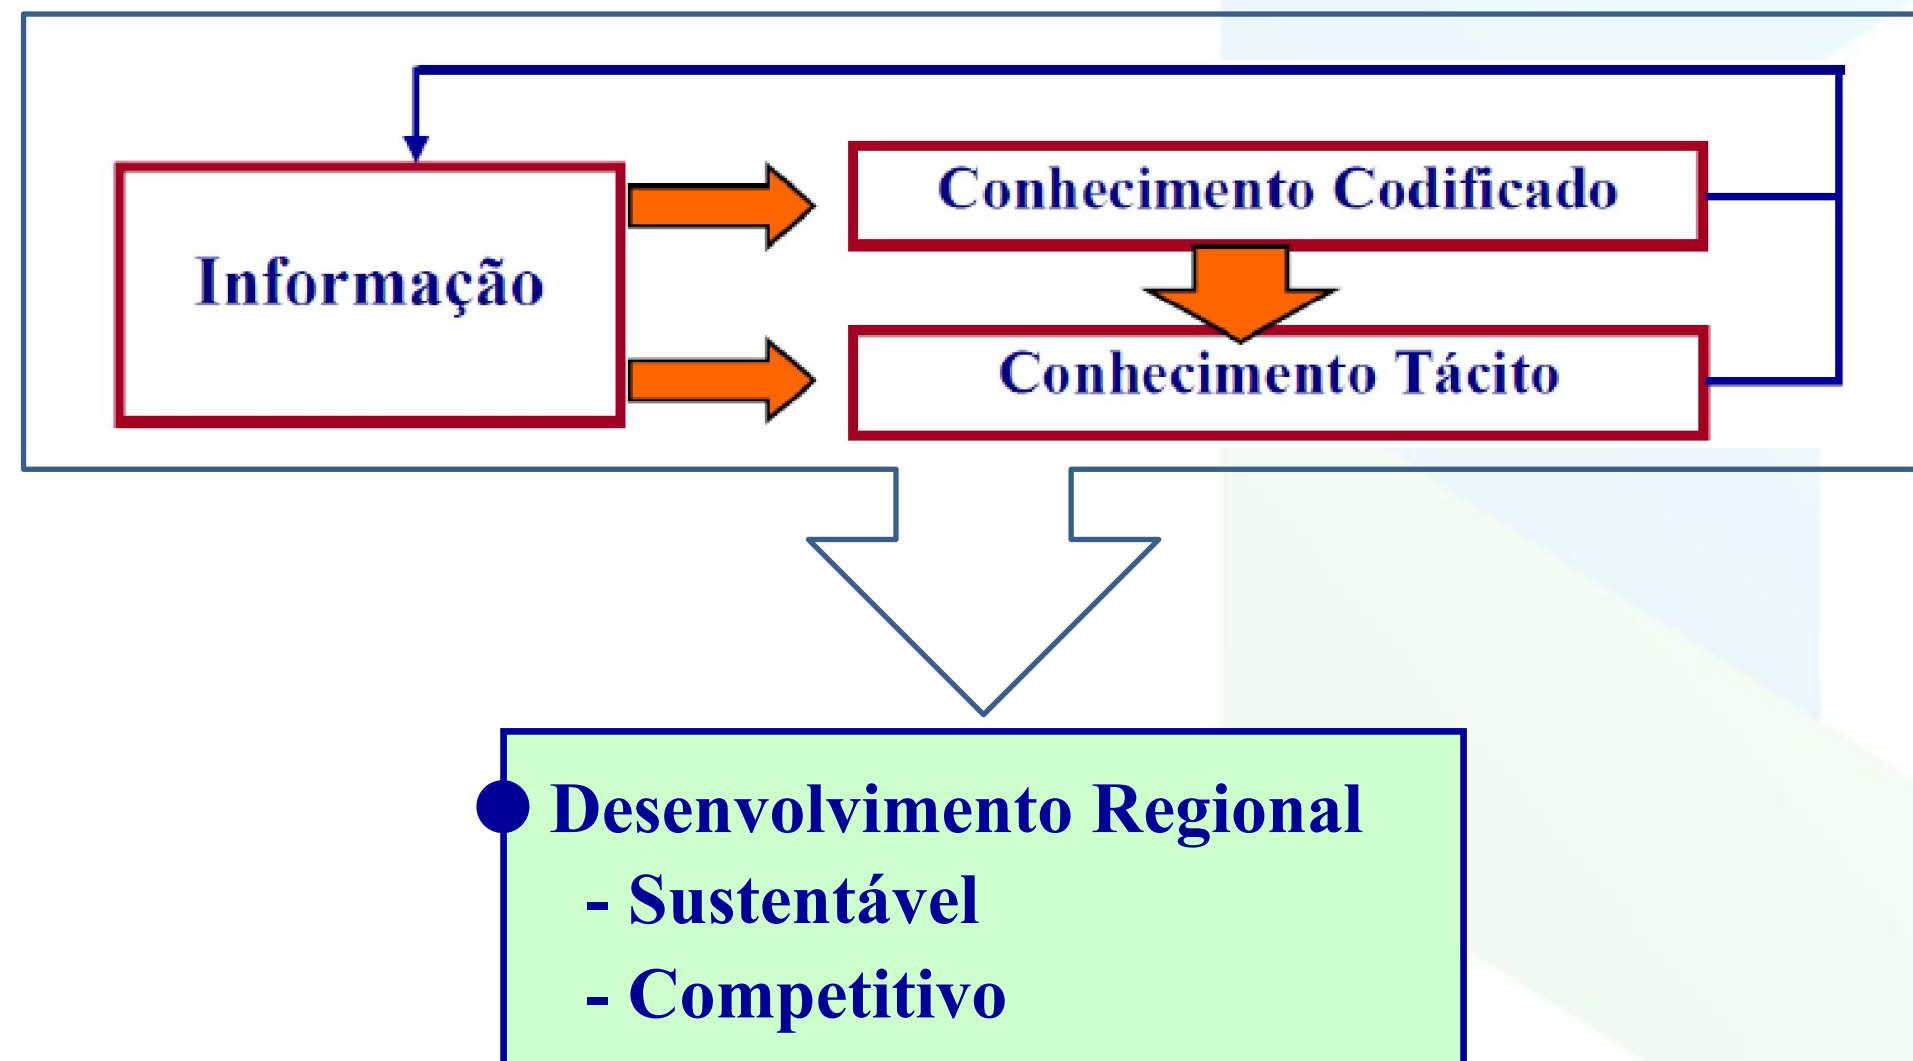 Informação
Conhecimento Codificado
Conhecimento Tácito
Desenvolvimento Regional
- Sustentável
- Competitivo